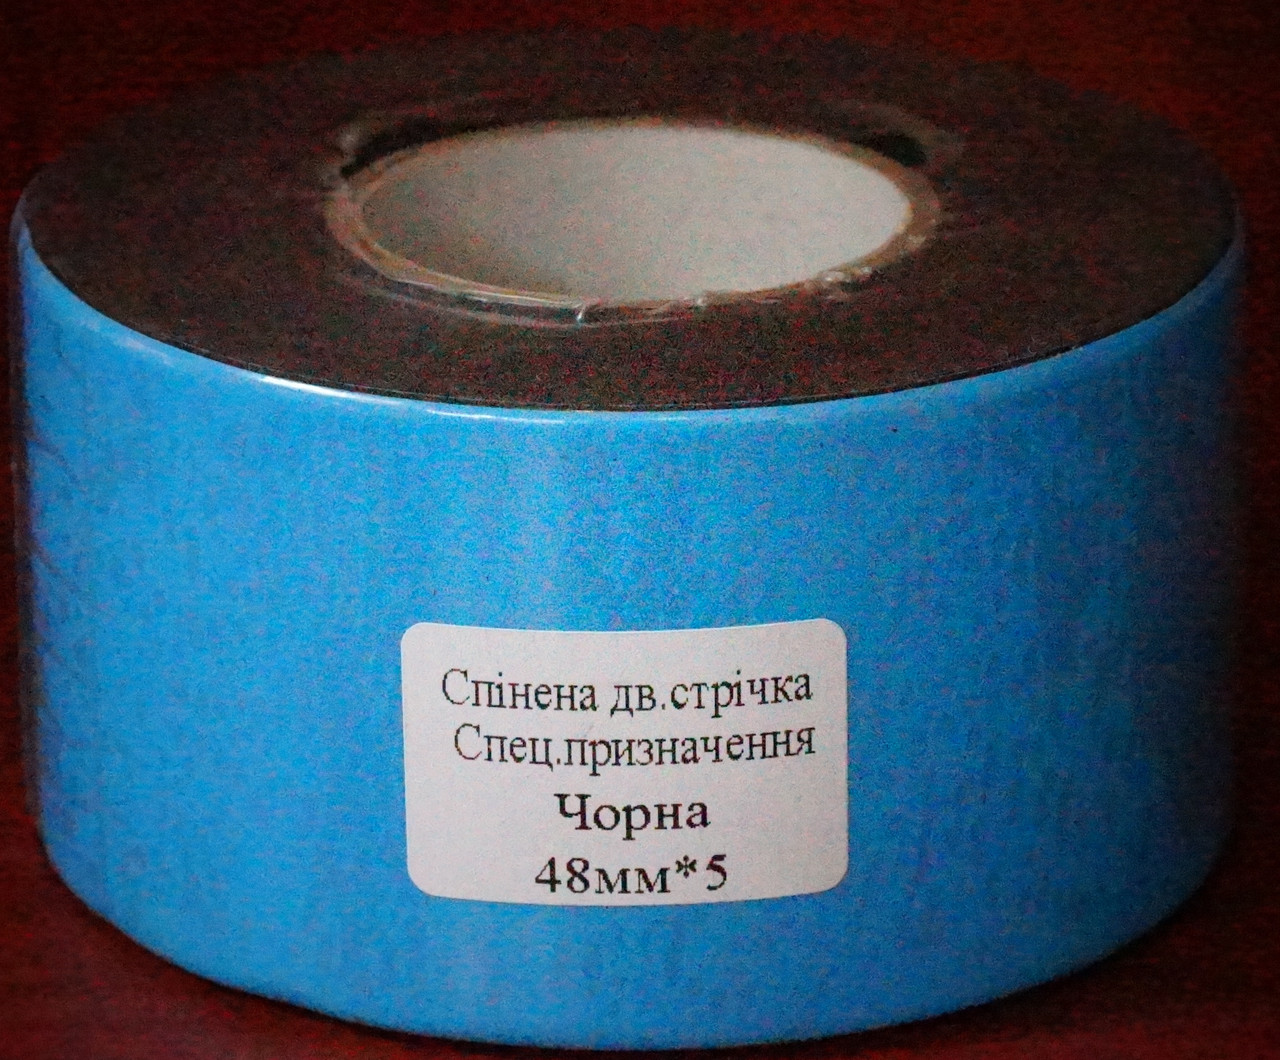 Спінена дв.стрічка
Спец.призначення
Чорна
48мм*5